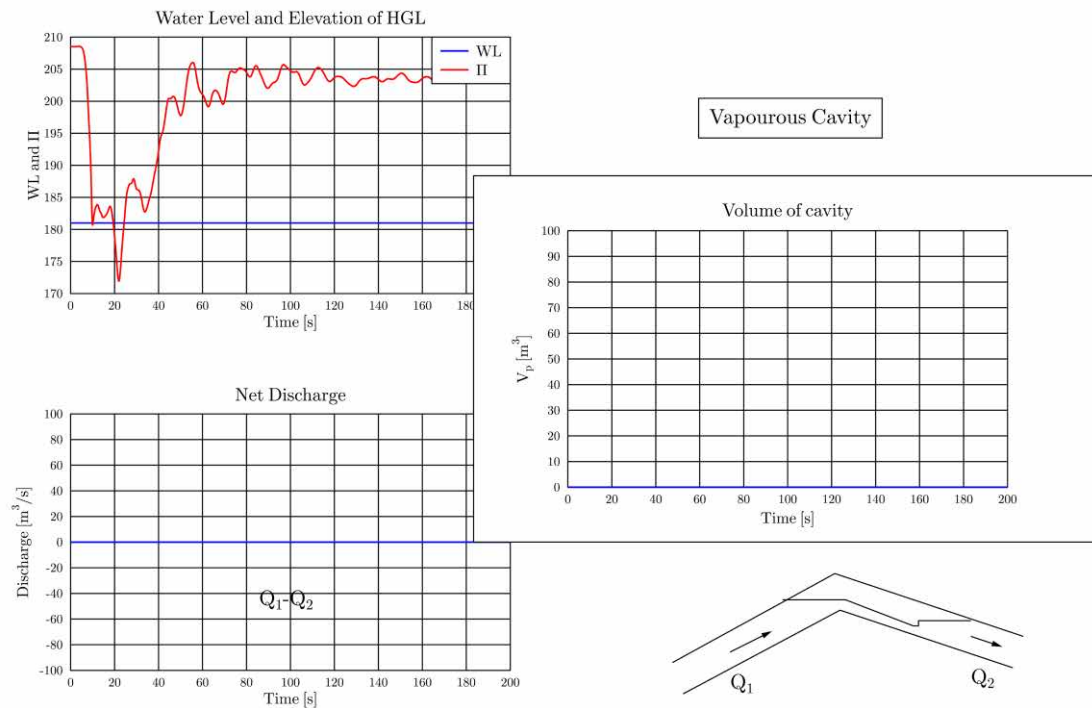 Water Level and Elevation of HGL
WL and Π
210
205
200
195
190
185
180
175
170
WL
Π
0 20 40 60 80 100 120 140 160 180
Time [s]
Vapourous Cavity
Volume of cavity
V_p [m³]
100
90
80
70
60
50
40
30
20
10
0
0 20 40 60 80 100 120 140 160 180 200
Time [s]
Net Discharge
Discharge [m³/s]
100
80
60
40
20
0
-20
-40
-60
-80
-100
Q₁-Q₂
0 20 40 60 80 100 120 140 160 180 200
Time [s]
Q₁
Q₂